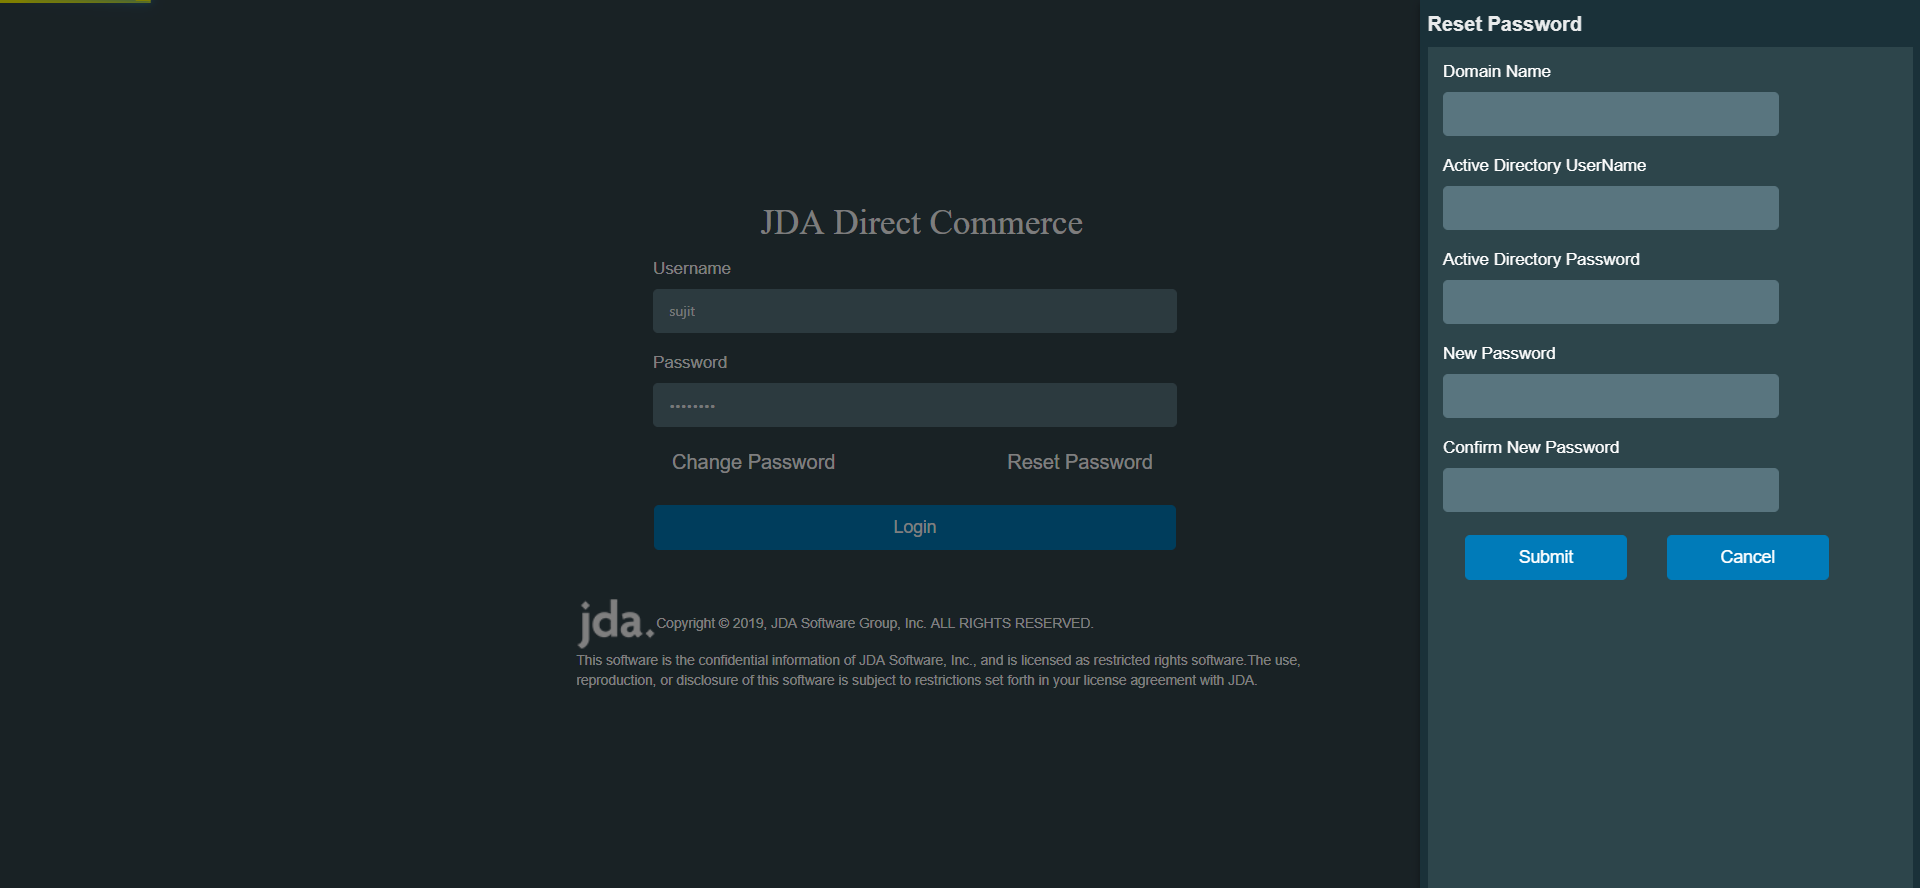 JDA Direct Commerce
Username
sujit
Password
••••••••
Change Password
Reset Password
Login
jda.
Copyright © 2019, JDA Software Group, Inc. ALL RIGHTS RESERVED.
This software is the confidential information of JDA Software, Inc., and is licensed as restricted rights software.The use,
reproduction, or disclosure of this software is subject to restrictions set forth in your license agreement with JDA.
Reset Password
Domain Name
Active Directory UserName
Active Directory Password
New Password
Confirm New Password
Submit
Cancel